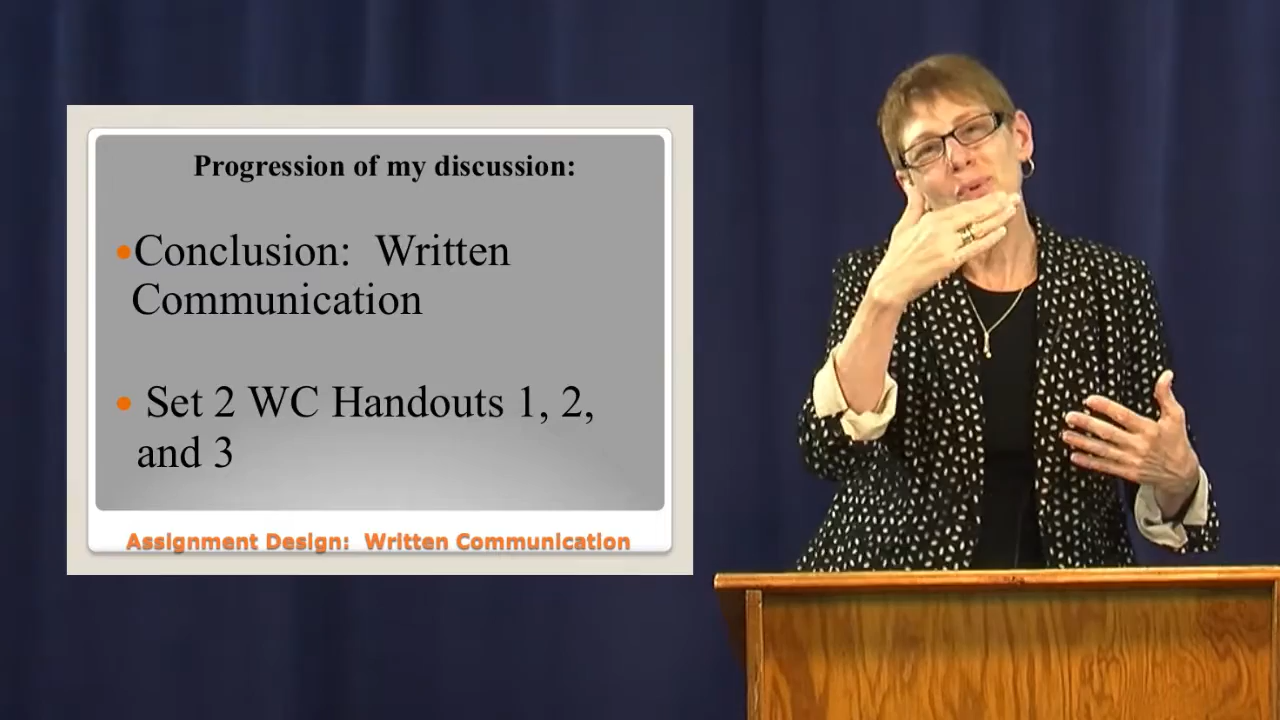 Progression of my discussion:
•Conclusion: Written
Communication
• Set 2 WC Handouts 1, 2,
and 3
Assignment Design: Written Communication